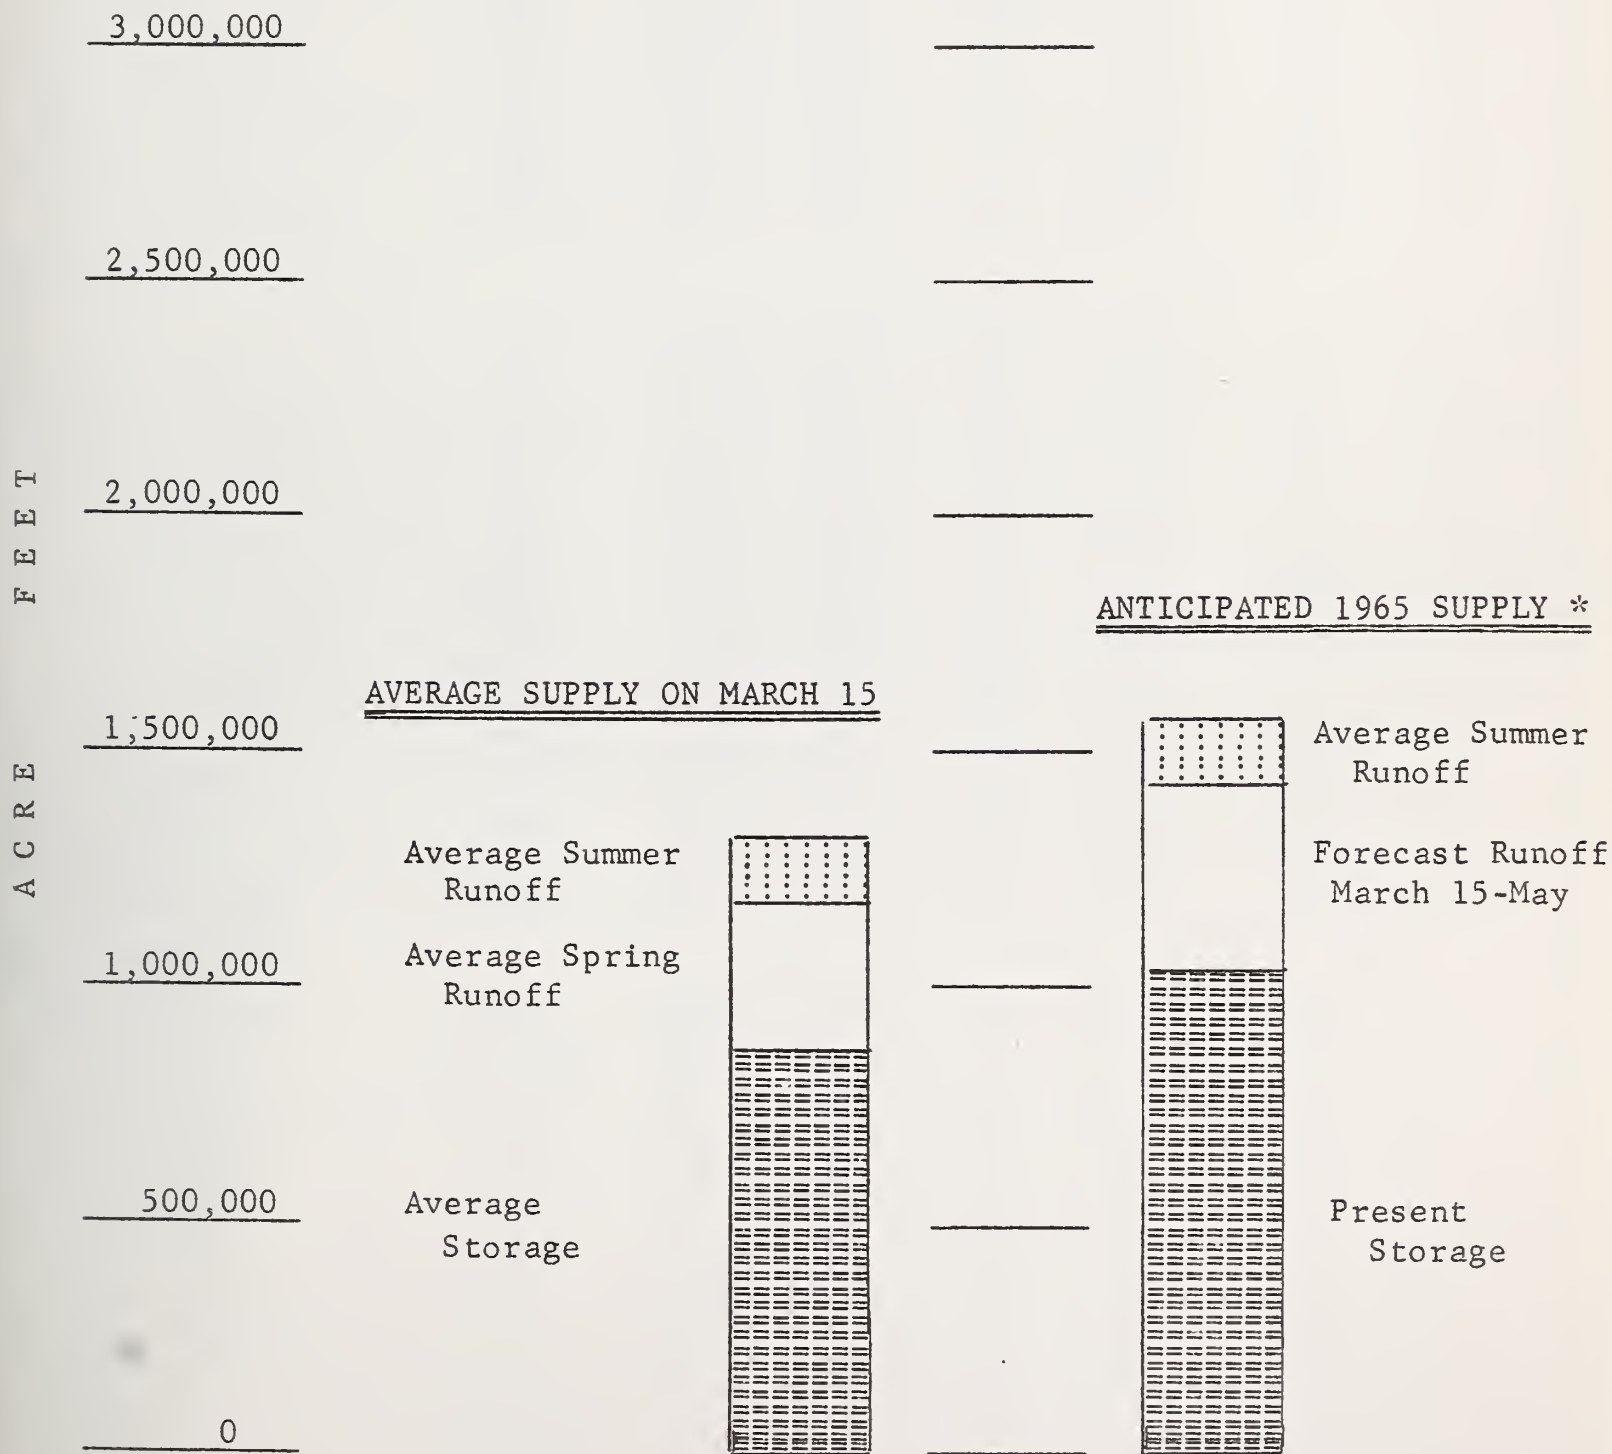 3,000,000
2,500,000
2,000,000
ACRE FEET
ANTICIPATED 1965 SUPPLY *
AVERAGE SUPPLY ON MARCH 15
1,500,000
Average Summer
Runoff
Average Summer
Runoff
Forecast Runoff
March 15-May
Average Spring
Runoff
1,000,000
500,000
Average
Storage
Present
Storage
0